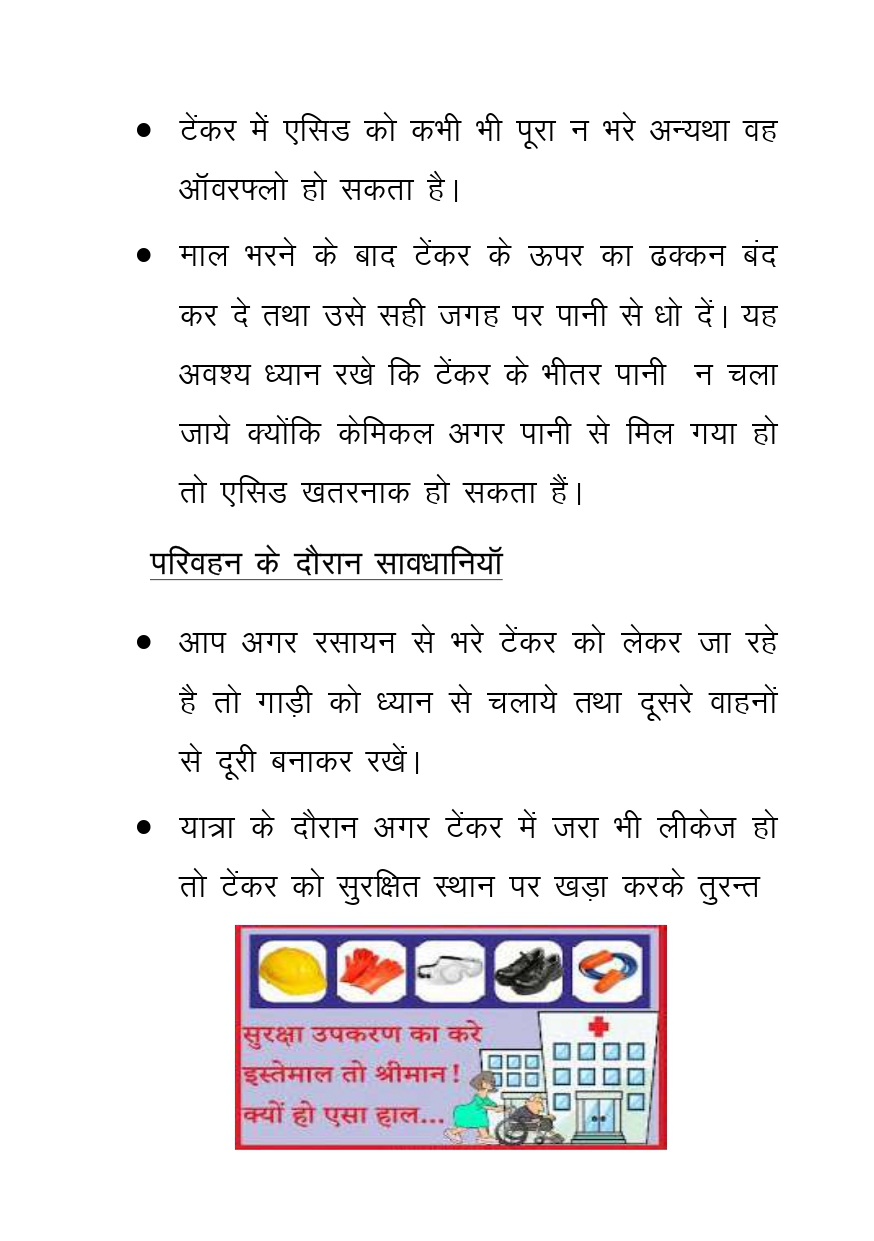 • टेंकर में एसिड को कभी भी पूरा न भरे अन्यथा वह
ऑवरफ्लो हो सकता है।
• माल भरने के बाद टेंकर के ऊपर का ढक्कन बंद
कर दे तथा उसे सही जगह पर पानी से धो दें। यह
अवश्य ध्यान रखे कि टेंकर के भीतर पानी न चला
जाये क्योंकि केमिकल अगर पानी से मिल गया हो
तो एसिड खतरनाक हो सकता हैं।
परिवहन के दौरान सावधानियॉ
• आप अगर रसायन से भरे टेंकर को लेकर जा रहे
है तो गाड़ी को ध्यान से चलाये तथा दूसरे वाहनों
से दूरी बनाकर रखें।
• यात्रा के दौरान अगर टेंकर में जरा भी लीकेज हो
तो टेंकर को सुरक्षित स्थान पर खड़ा करके तुरन्त
सुरक्षा उपकरण का करे
इस्तेमाल तो श्रीमान!
क्यों हो एसा हाल...